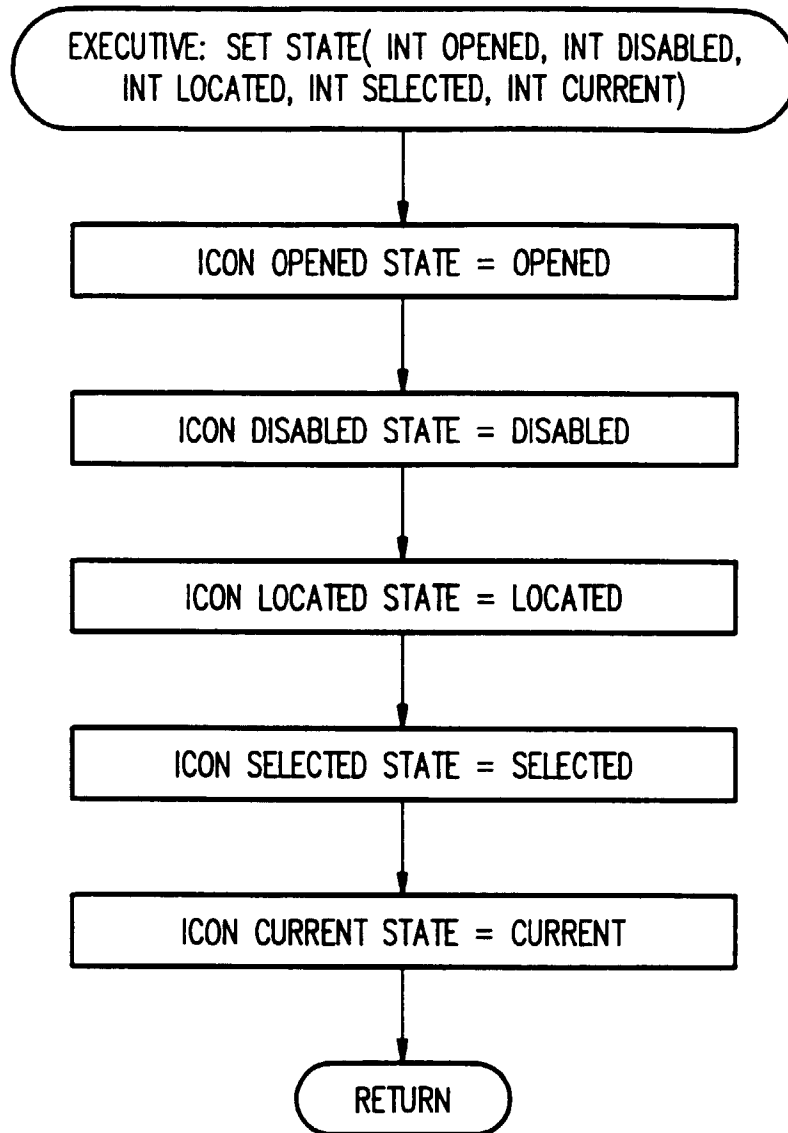 EXECUTIVE: SET STATE( INT OPENED, INT DISABLED,
INT LOCATED, INT SELECTED, INT CURRENT)
ICON OPENED STATE = OPENED
ICON DISABLED STATE = DISABLED
ICON LOCATED STATE = LOCATED
ICON SELECTED STATE = SELECTED
ICON CURRENT STATE = CURRENT
RETURN